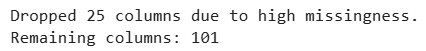 Dropped 25 columns due to high missingness.
Remaining columns: 101